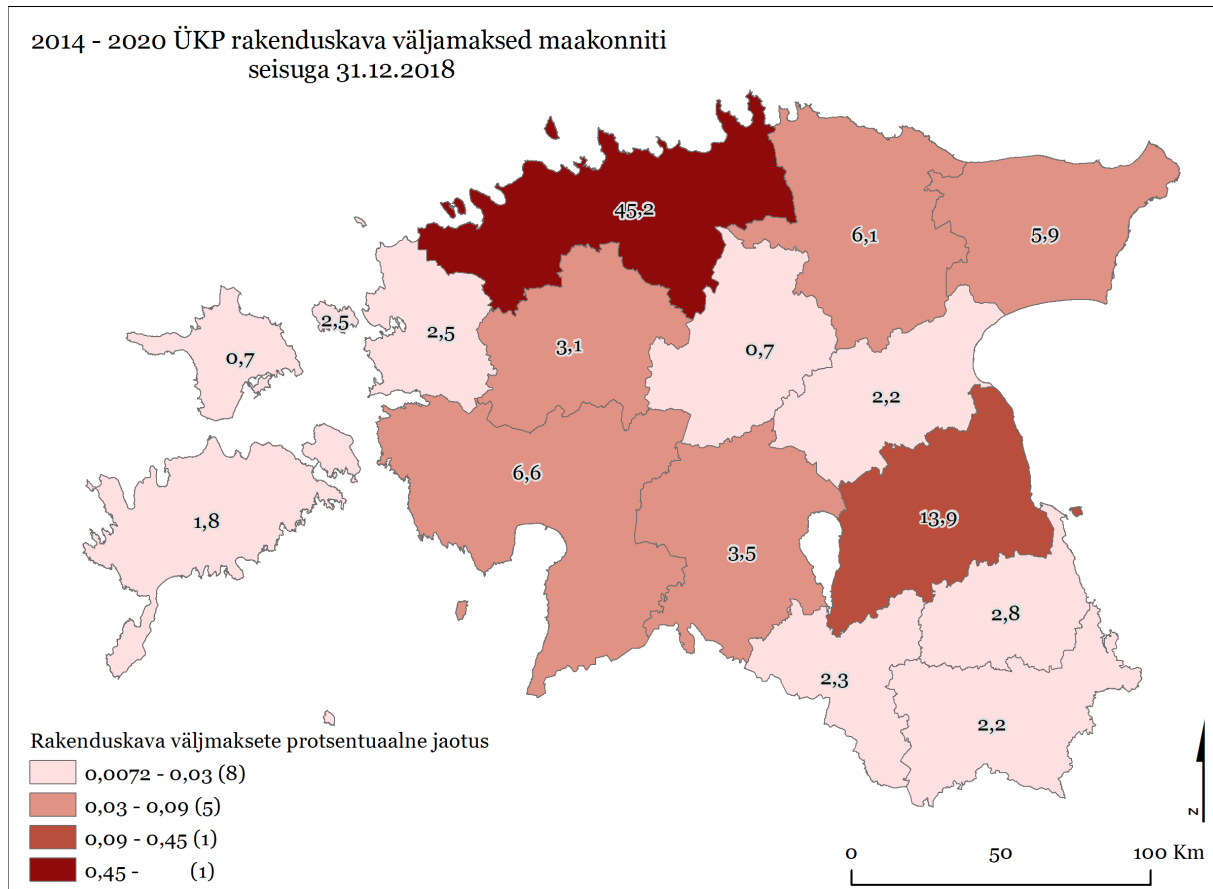 2014 - 2020 ÜKP rakenduskava väljamaksed maakonniti
seisuga 31.12.2018
45,2
6,1
5,9
2,5
2,5
0,7
3,1
0,7
2,2
6,6
1,8
13,9
3,5
2,8
2,3
2,2
Rakenduskava väljmaksete protsentuaalne jaotus
0,0072 - 0,03 (8)
0,03 - 0,09 (5)
0,09 - 0,45 (1)
0,45 - (1)
N
0 50 100 Km